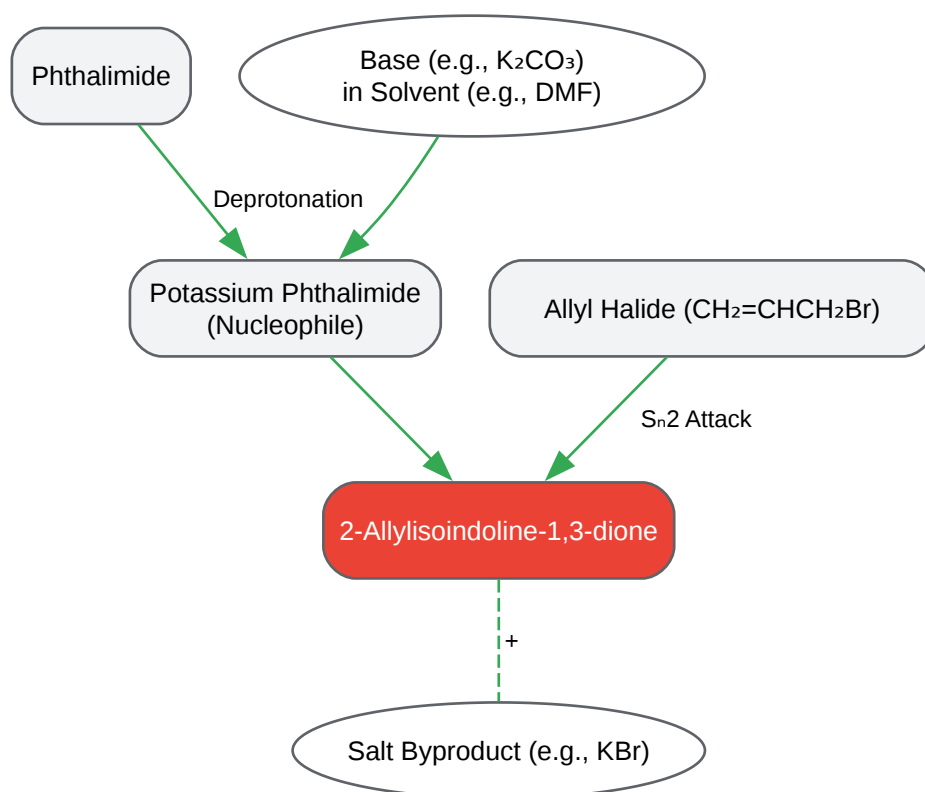 Phthalimide
Base (e.g., K₂CO₃)
in Solvent (e.g., DMF)
Deprotonation
Potassium Phthalimide
(Nucleophile)
Allyl Halide (CH₂=CHCH₂Br)
Sₙ2 Attack
2-Allylisoindoline-1,3-dione
+
Salt Byproduct (e.g., KBr)